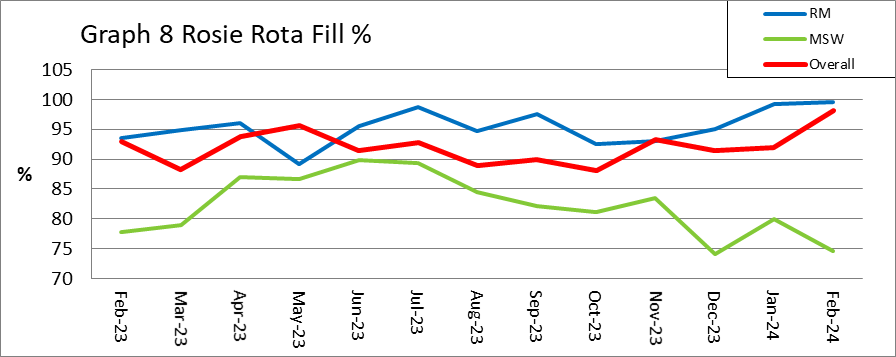 Graph 8 Rosie Rota Fill %
RM
MSW
Overall
105
100
95
90
85
80
75
70
%
Feb-23
Mar-23
Apr-23
May-23
Jun-23
Jul-23
Aug-23
Sep-23
Oct-23
Nov-23
Dec-23
Jan-24
Feb-24